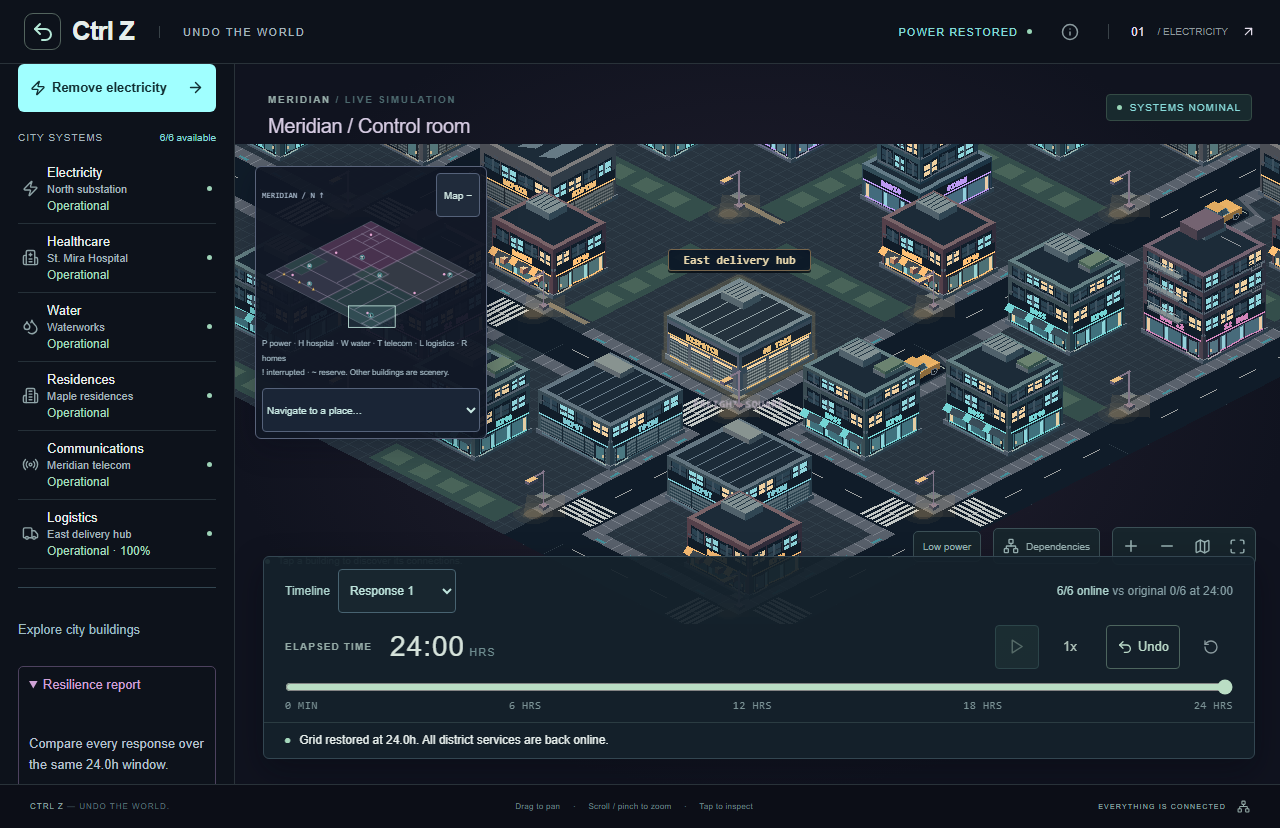 Ctrl Z
UNDO THE WORLD
POWER RESTORED
01 / ELECTRICITY
Remove electricity
CITY SYSTEMS 6/6 available
Electricity
North substation
Operational
Healthcare
St. Mira Hospital
Operational
Water
Waterworks
Operational
Residences
Maple residences
Operational
Communications
Meridian telecom
Operational
Logistics
East delivery hub
Operational · 100%
Explore city buildings
▼ Resilience report
Compare every response over
the same 24.0h window.
MERIDIAN / LIVE SIMULATION
Meridian / Control room
SYSTEMS NOMINAL
MERIDIAN / N ↑
Map −
P power · H hospital · W water · T telecom · L logistics · R
homes
! interrupted · ~ reserve. Other buildings are scenery.
Navigate to a place...
East delivery hub
DISPATCH
Low power
Dependencies
Timeline
Response 1
6/6 online vs original 0/6 at 24:00
ELAPSED TIME 24:00 HRS
1x
Undo
0 MIN 6 HRS 12 HRS 18 HRS 24 HRS
Grid restored at 24.0h. All district services are back online.
CTRL Z — UNDO THE WORLD.
Drag to pan · Scroll / pinch to zoom · Tap to inspect
EVERYTHING IS CONNECTED